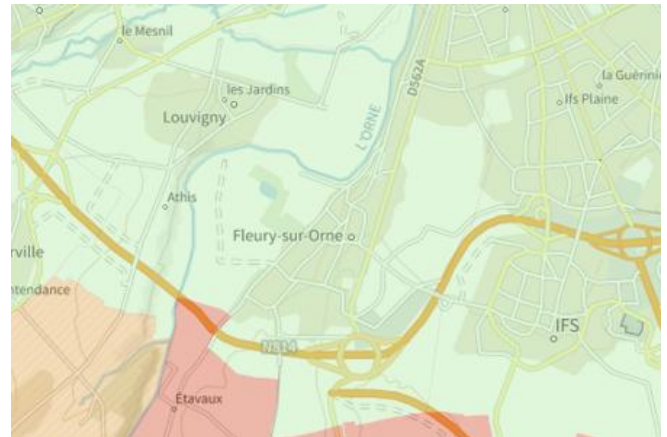 le Mesnil
les Jardins
Louvigny
L'ORNE
D562A
la Guérini
Ifs Plaine
Athis
Fleury-sur-Orne
rville
ntendance
N814
IFS
Étavaux